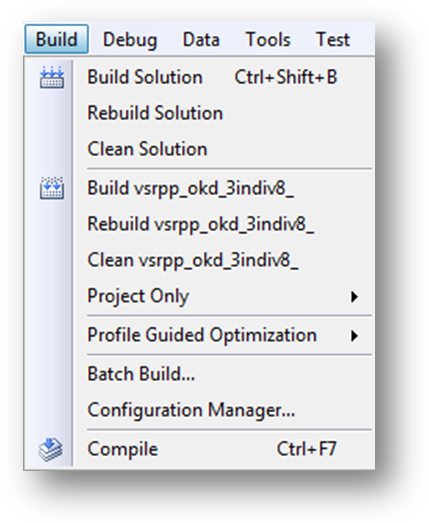 Build Debug Data Tools Test
Build Solution Ctrl+Shift+B
Rebuild Solution
Clean Solution
Build vsrpp_okd_3indiv8_
Rebuild vsrpp_okd_3indiv8_
Clean vsrpp_okd_3indiv8_
Project Only
Profile Guided Optimization
Batch Build...
Configuration Manager...
Compile Ctrl+F7